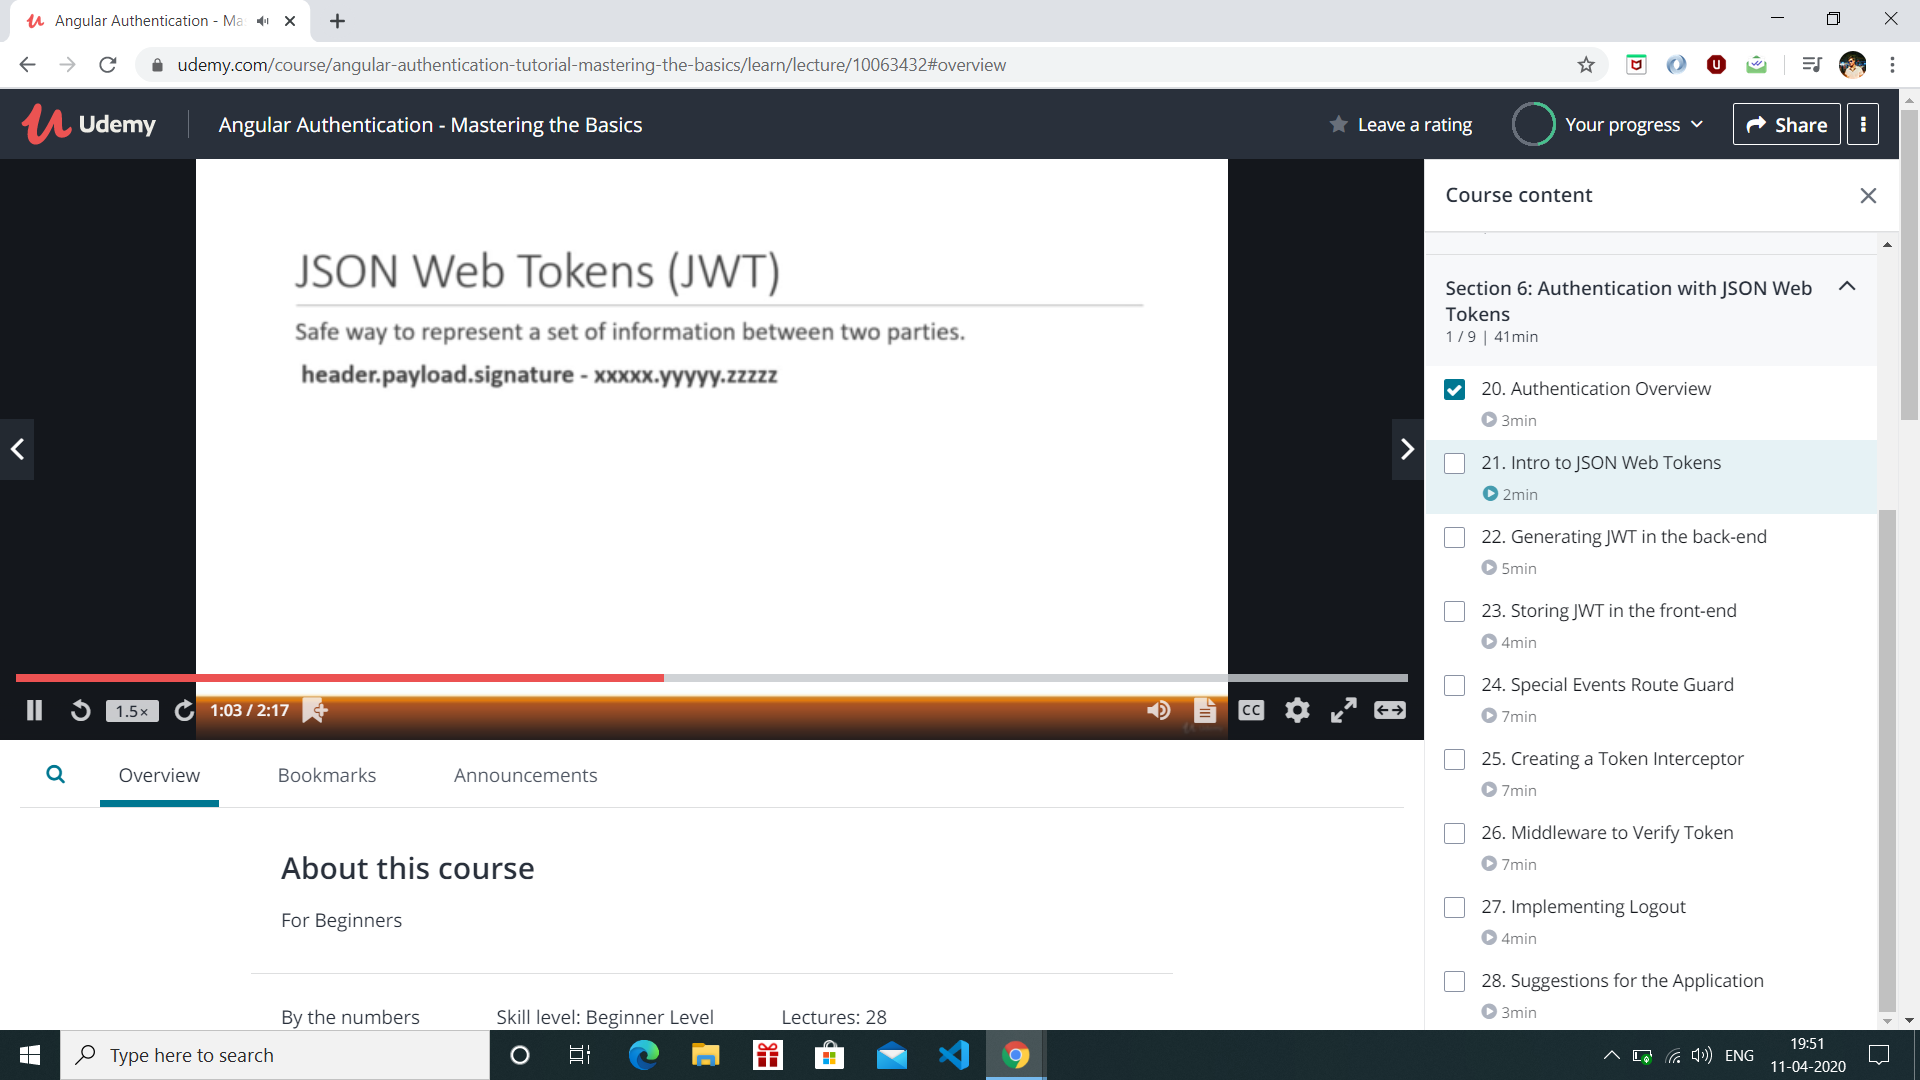 Angular Authentication - Ma
udemy.com/course/angular-authentication-tutorial-mastering-the-basics/learn/lecture/10063432#overview
Udemy
Angular Authentication - Mastering the Basics
Leave a rating
Your progress
Share
JSON Web Tokens (JWT)
Safe way to represent a set of information between two parties.
header.payload.signature - xxxxx.yyyyy.zzzzz
1.5×
1:03 / 2:17
CC
Course content
Section 6: Authentication with JSON Web
Tokens
1 / 9 | 41min
20. Authentication Overview
3min
21. Intro to JSON Web Tokens
2min
22. Generating JWT in the back-end
5min
23. Storing JWT in the front-end
4min
24. Special Events Route Guard
7min
25. Creating a Token Interceptor
7min
26. Middleware to Verify Token
7min
27. Implementing Logout
4min
28. Suggestions for the Application
3min
Overview
Bookmarks
Announcements
About this course
For Beginners
By the numbers
Skill level: Beginner Level
Lectures: 28
Type here to search
ENG
19:51
11-04-2020